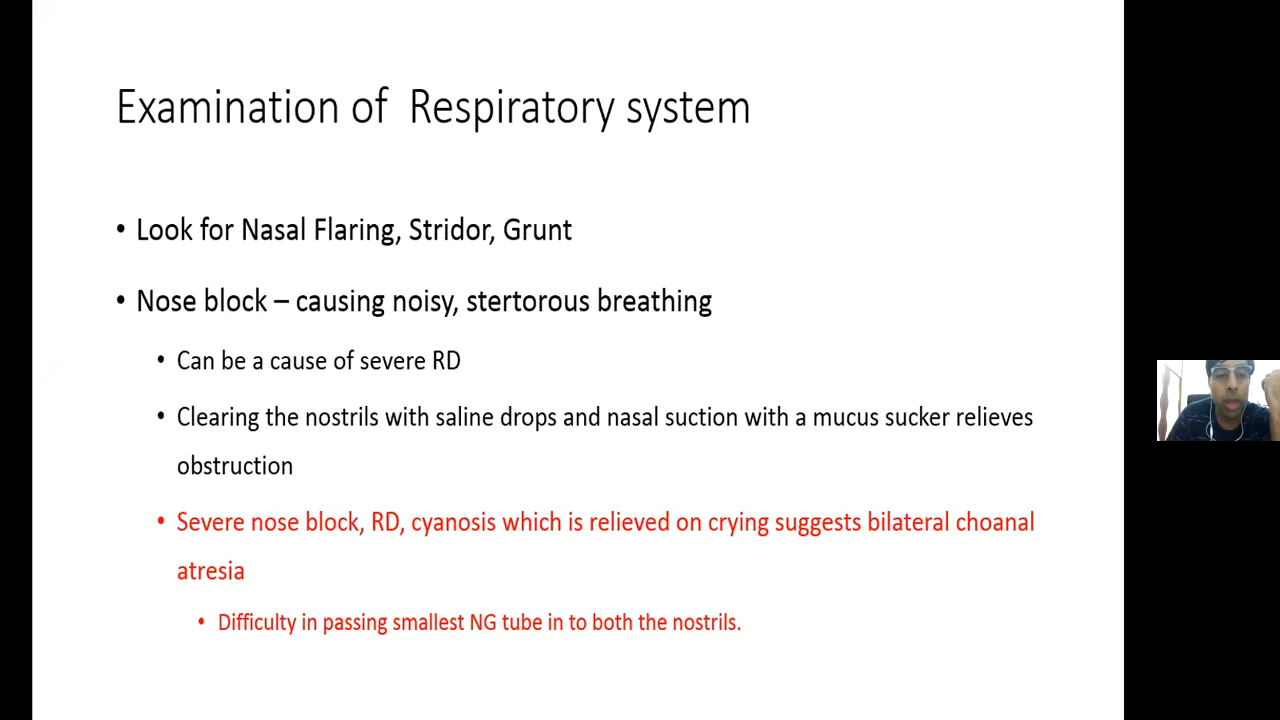 Examination of Respiratory system
• Look for Nasal Flaring, Stridor, Grunt
• Nose block – causing noisy, stertorous breathing
• Can be a cause of severe RD
• Clearing the nostrils with saline drops and nasal suction with a mucus sucker relieves
obstruction
• Severe nose block, RD, cyanosis which is relieved on crying suggests bilateral choanal
atresia
• Difficulty in passing smallest NG tube in to both the nostrils.